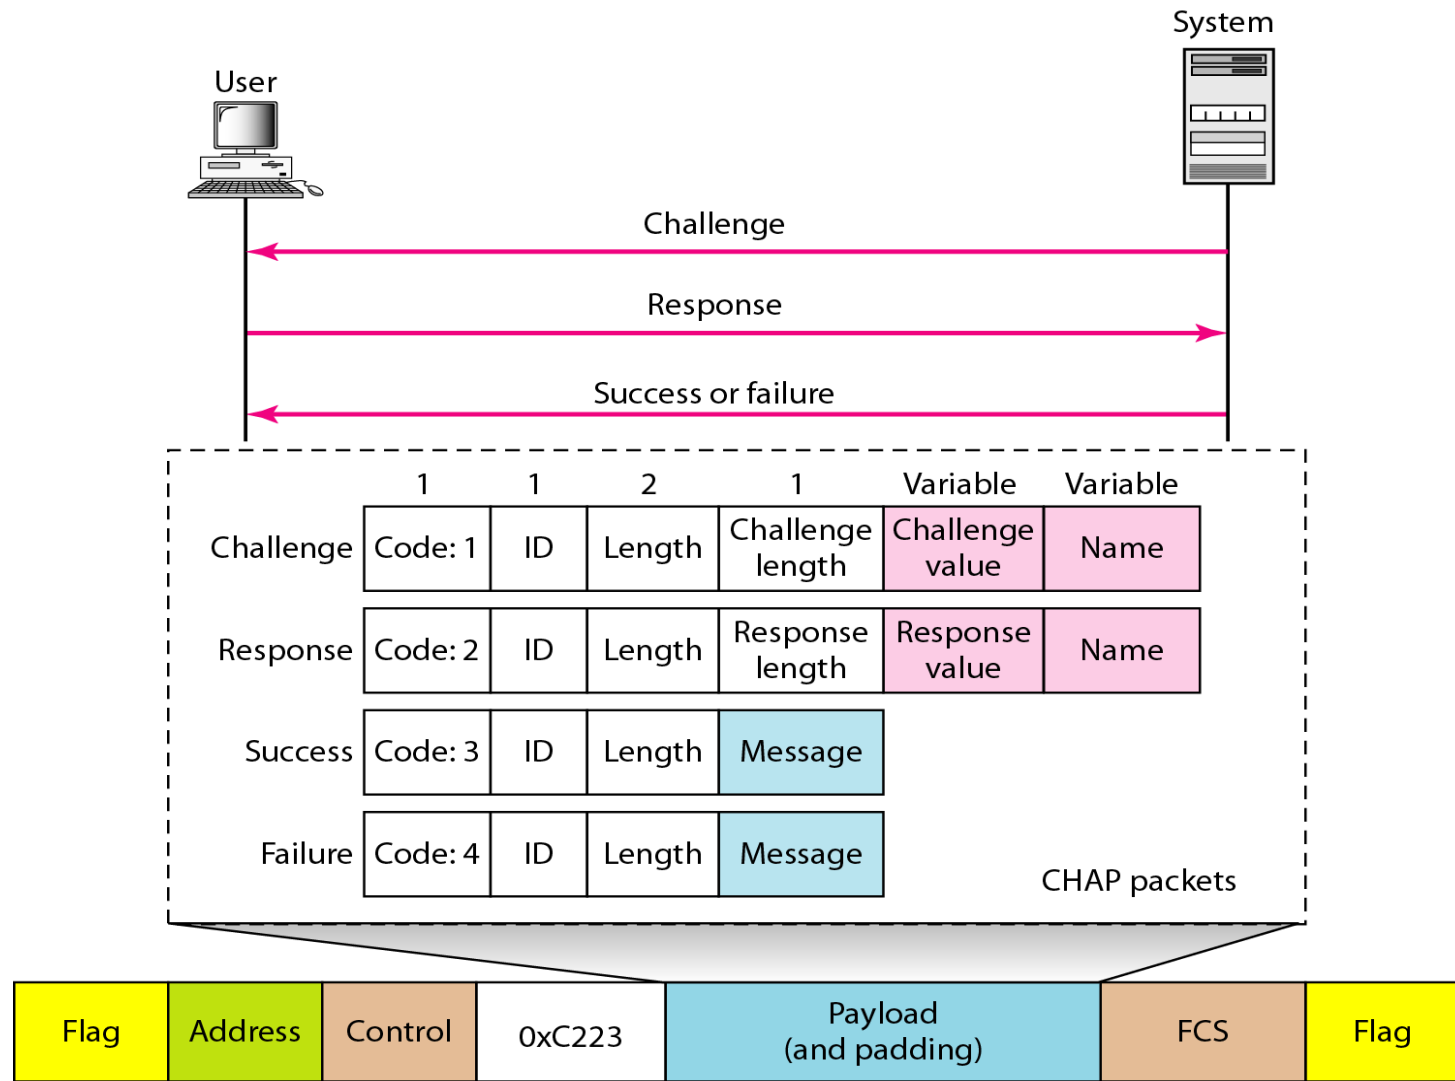 System
User
Challenge
Response
Success or failure
1 1 2 1 Variable Variable
Challenge Code: 1 ID Length Challenge length Challenge value Name
Response Code: 2 ID Length Response length Response value Name
Success Code: 3 ID Length Message
Failure Code: 4 ID Length Message
CHAP packets
Flag Address Control 0xC223 Payload (and padding) FCS Flag